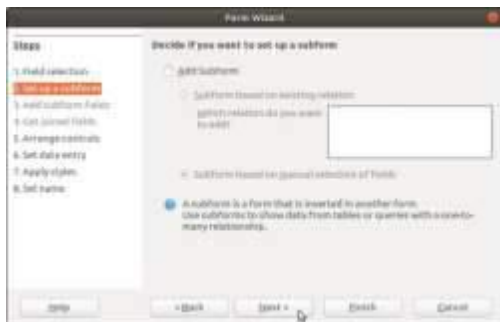 Form Wizard
Steps
1. Field selection
2. Set up a subform
3. Add subform fields
4. Get joined fields
5. Arrange controls
6. Set data entry
7. Apply styles
8. Set name
Decide if you want to set up a subform
Add Subform
Subform based on existing relation
Which relation do you want
to add?
Subform based on manual selection of fields
A subform is a form that is inserted in another form.
Use subforms to show data from tables or queries with a one-to-
many relationship.
Help
< Back
Next >
Finish
Cancel